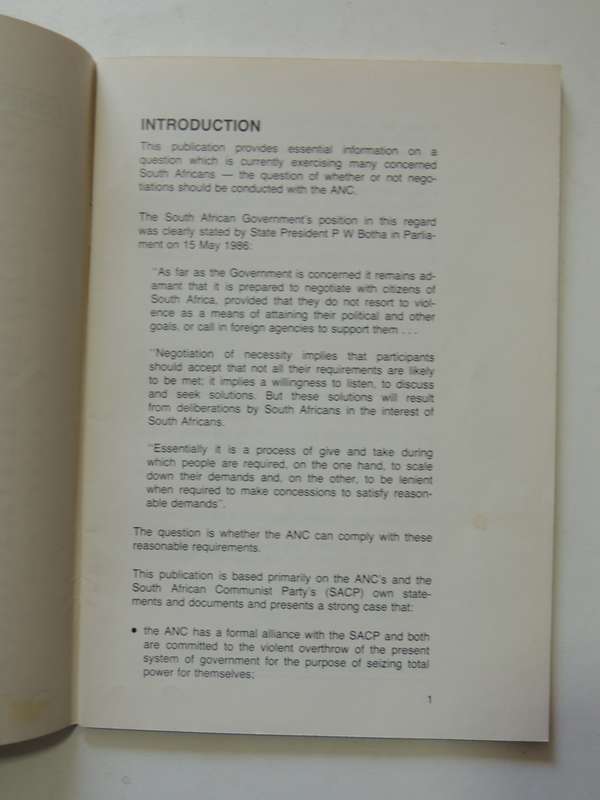 INTRODUCTION
This publication provides essential information on a
question which is currently exercising many concerned
South Africans — the question of whether or not nego-
tiations should be conducted with the ANC.
The South African Government's position in this regard
was clearly stated by State President P W Botha in Parlia-
ment on 15 May 1986:
"As far as the Government is concerned it remains ad-
amant that it is prepared to negotiate with citizens of
South Africa, provided that they do not resort to viol-
ence as a means of attaining their political and other
goals, or call in foreign agencies to support them . . .
"Negotiation of necessity implies that participants
should accept that not all their requirements are likely
to be met; it implies a willingness to listen, to discuss
and seek solutions. But these solutions will result
from deliberations by South Africans in the interest of
South Africans.
"Essentially it is a process of give and take during
which people are required, on the one hand, to scale
down their demands and, on the other, to be lenient
when required to make concessions to satisfy reason-
able demands".
The question is whether the ANC can comply with these
reasonable requirements.
This publication is based primarily on the ANC's and the
South African Communist Party's (SACP) own state-
ments and documents and presents a strong case that:
● the ANC has a formal alliance with the SACP and both
are committed to the violent overthrow of the present
system of government for the purpose of seizing total
power for themselves;
1